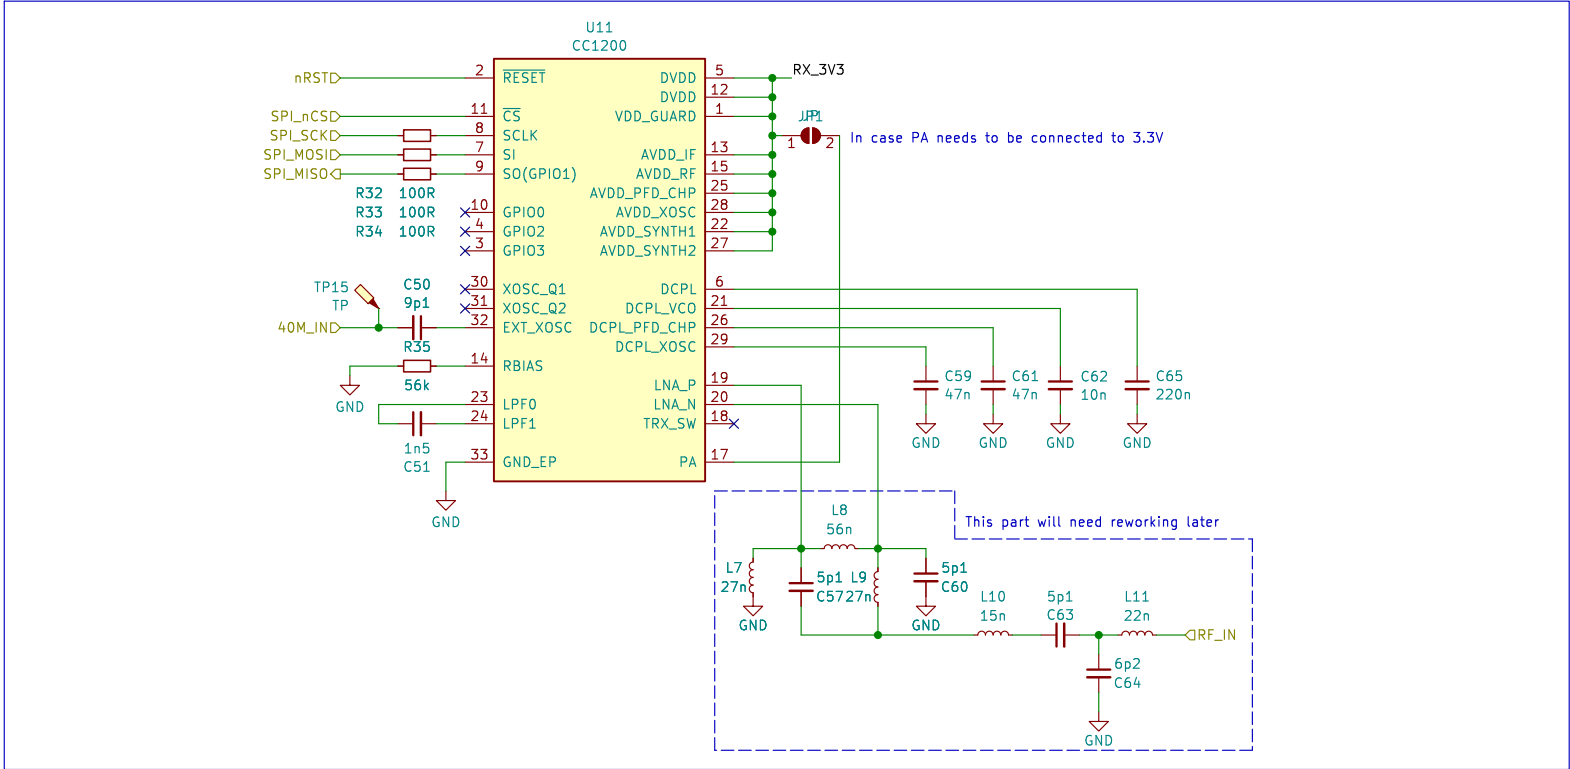 U11
CC1200
nRST 2 RESET DVDD 5 RX_3V3
DVDD 12
SPI_nCS 11 CS VDD_GUARD 1 JP1
SPI_SCK 8 SCLK 1 2 In case PA needs to be connected to 3.3V
SPI_MOSI 7 SI AVDD_IF 13
SPI_MISO 9 SO(GPIO1) AVDD_RF 15
R32 100R AVDD_PFD_CHP 25
R33 100R 10 GPIO0 AVDD_XOSC 28
R34 100R 4 GPIO2 AVDD_SYNTH1 22
3 GPIO3 AVDD_SYNTH2 27
TP15 C50 30 XOSC_Q1 DCPL 6
TP 9p1 31 XOSC_Q2 DCPL_VCO 21
40M_IN 32 EXT_XOSC DCPL_PFD_CHP 26
R35 DCPL_XOSC 29
14 RBIAS
56k LNA_P 19 C59 C61 C62 C65
47n 47n 10n 220n
GND 23 LPF0 LNA_N 20
24 LPF1 TRX_SW 18
1n5 GND GND GND GND
C51 33 GND_EP PA 17
GND
L8 This part will need reworking later
56n
L7 5p1 L9 5p1
27n C57 27n C60
GND GND
L10 5p1 L11
15n C63 22n
RF_IN
6p2
C64
GND